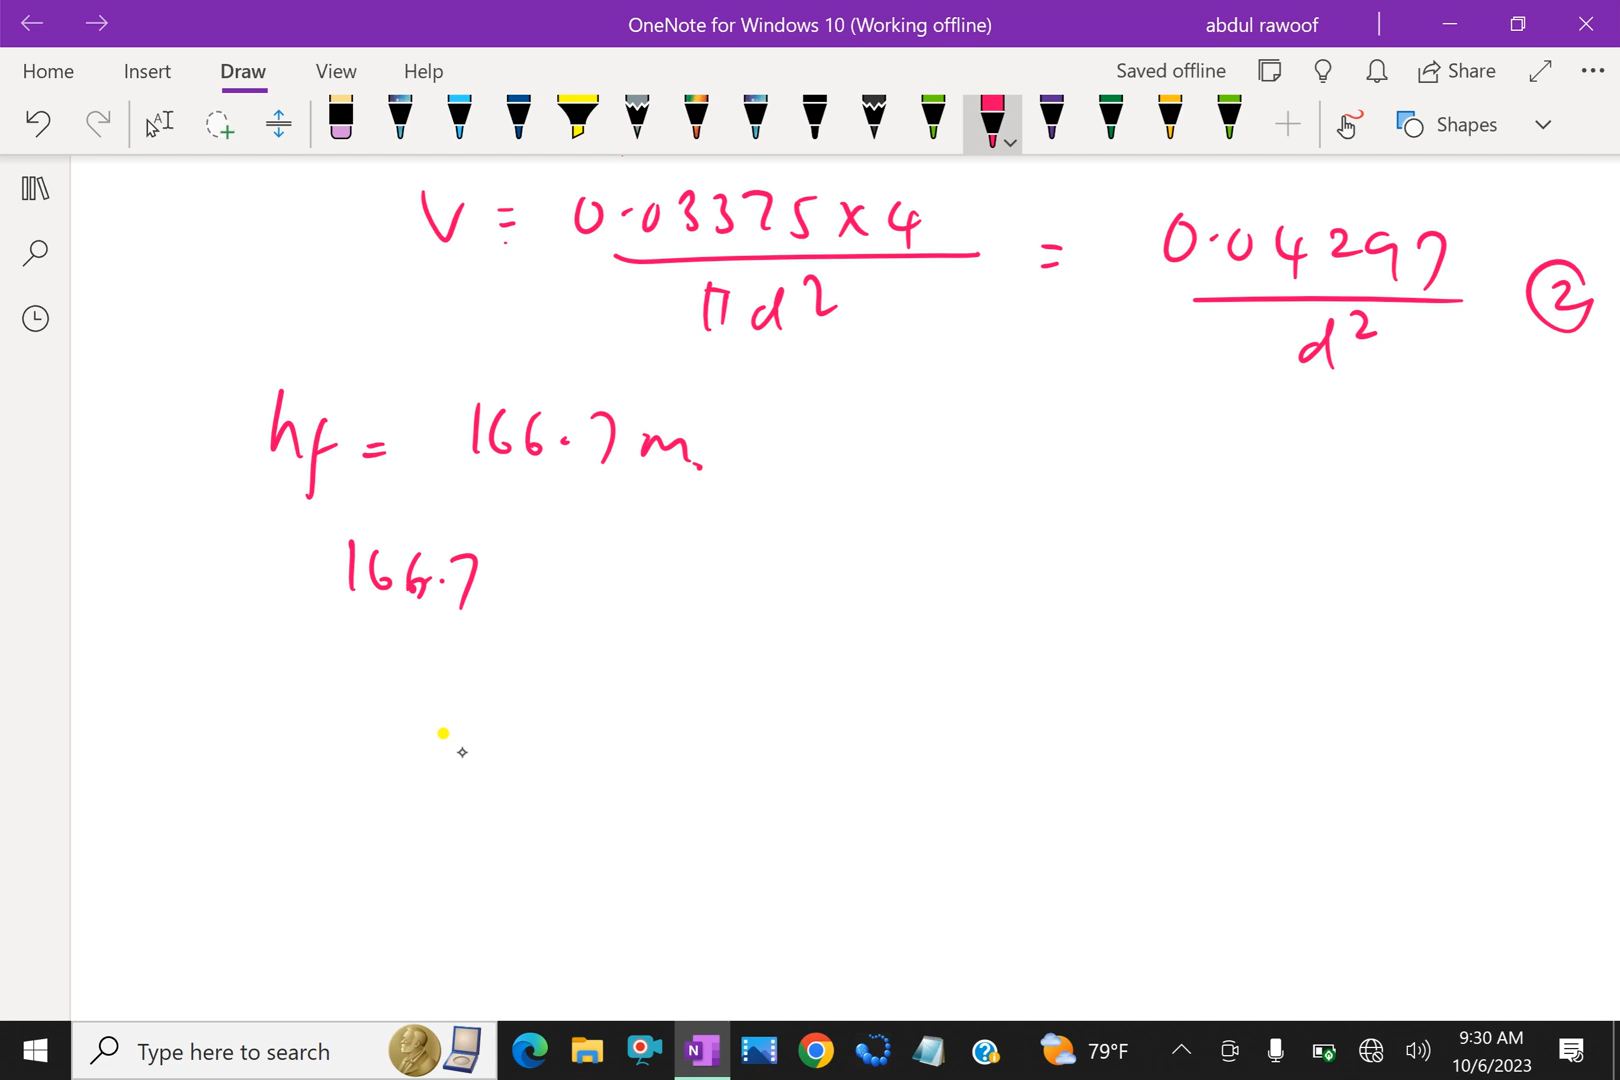 OneNote for Windows 10 (Working offline)
abdul rawoof
Home Insert Draw View Help
Saved offline
Share
Shapes
V = 0.03375 x 4 / πd² = 0.04297 / d² ②
hf = 166.7 m.
166.7
Type here to search
79°F
9:30 AM
10/6/2023